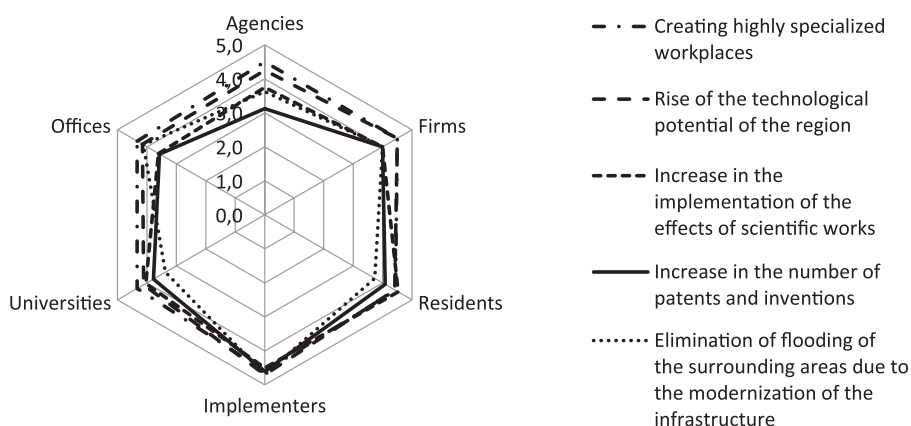 Agencies
5,0
4,0
3,0
2,0
1,0
0,0
Offices
Firms
Universities
Residents
Implementers
Creating highly specialized
workplaces
Rise of the technological
potential of the region
Increase in the
implementation of the
effects of scientific works
Increase in the number of
patents and inventions
Elimination of flooding of
the surrounding areas due to
the modernization of the
infrastructure